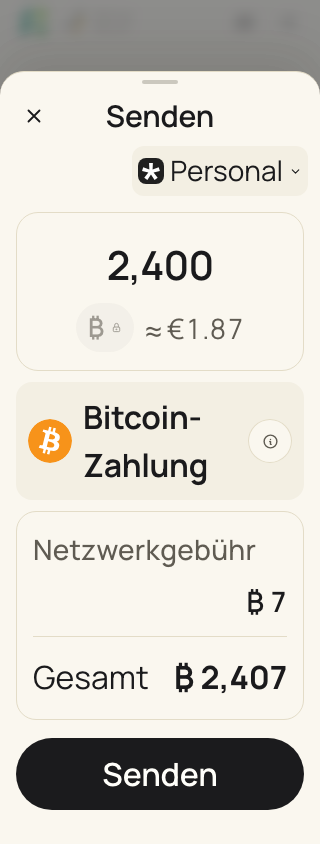 Senden
Personal
2,400
₿ ≈€1.87
Bitcoin-
Zahlung
Netzwerkgebühr
₿ 7
Gesamt ₿ 2,407
Senden